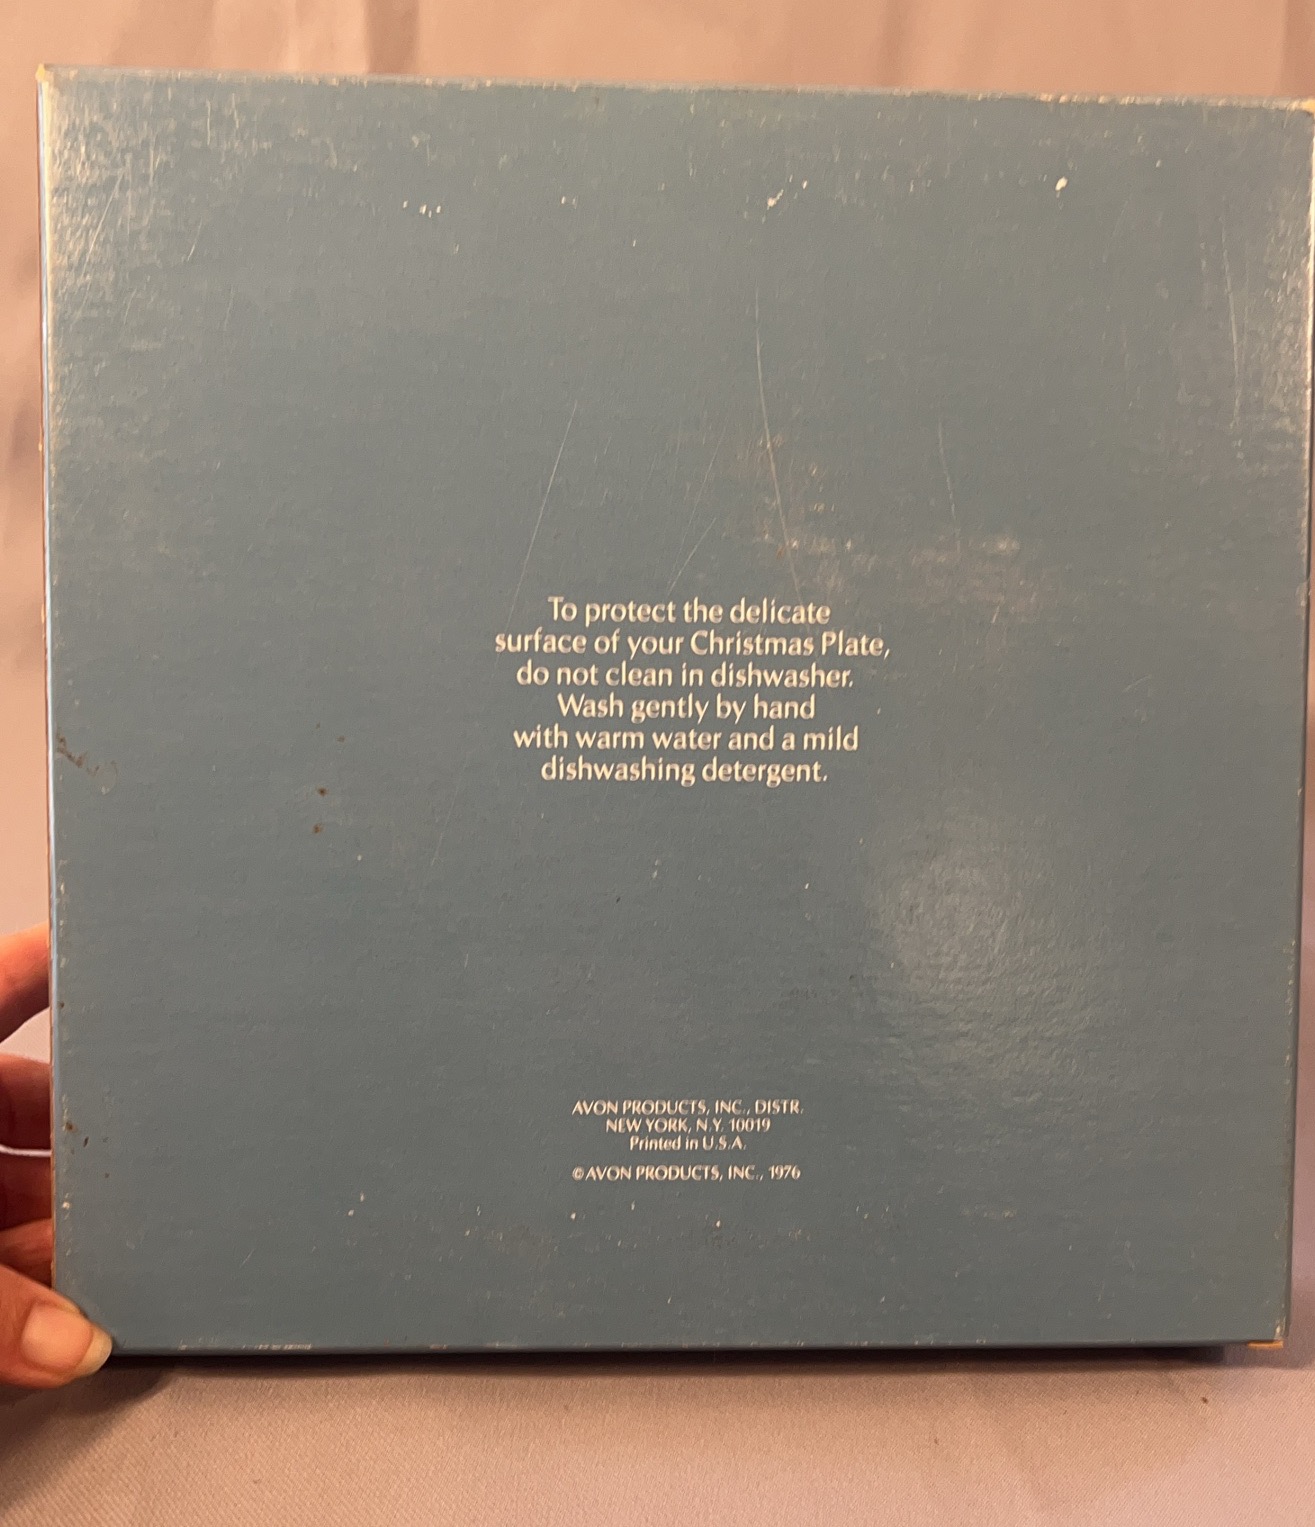 To protect the delicate
surface of your Christmas Plate,
do not clean in dishwasher.
Wash gently by hand
with warm water and a mild
dishwashing detergent.
AVON PRODUCTS, INC., DISTR.
NEW YORK, N.Y. 10019
Printed in U.S.A.
©AVON PRODUCTS, INC., 1976